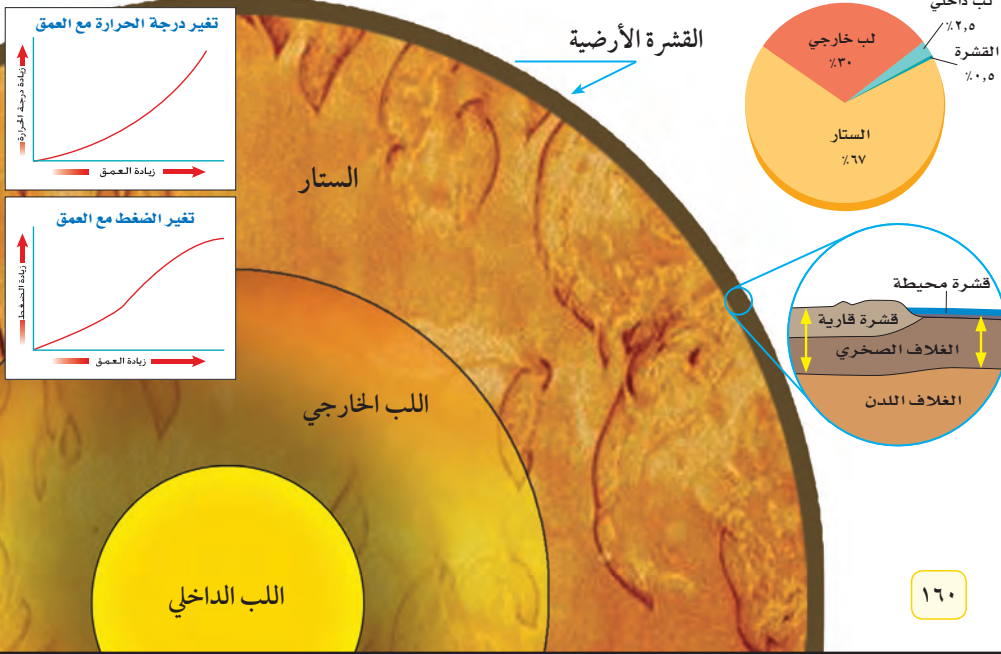 لب داخلي
٪٢,٥
القشرة
٪٠,٥
لب خارجي
٪٣٠
الستار
٪٦٧
القشرة الأرضية
تغير درجة الحرارة مع العمق
زيادة درجة الحرارة
زيادة العمق
الستار
تغير الضغط مع العمق
زيادة الضغط
زيادة العمق
قشرة محيطة
قشرة قارية
الغلاف الصخري
الغلاف اللدن
اللب الخارجي
اللب الداخلي
١٦٠